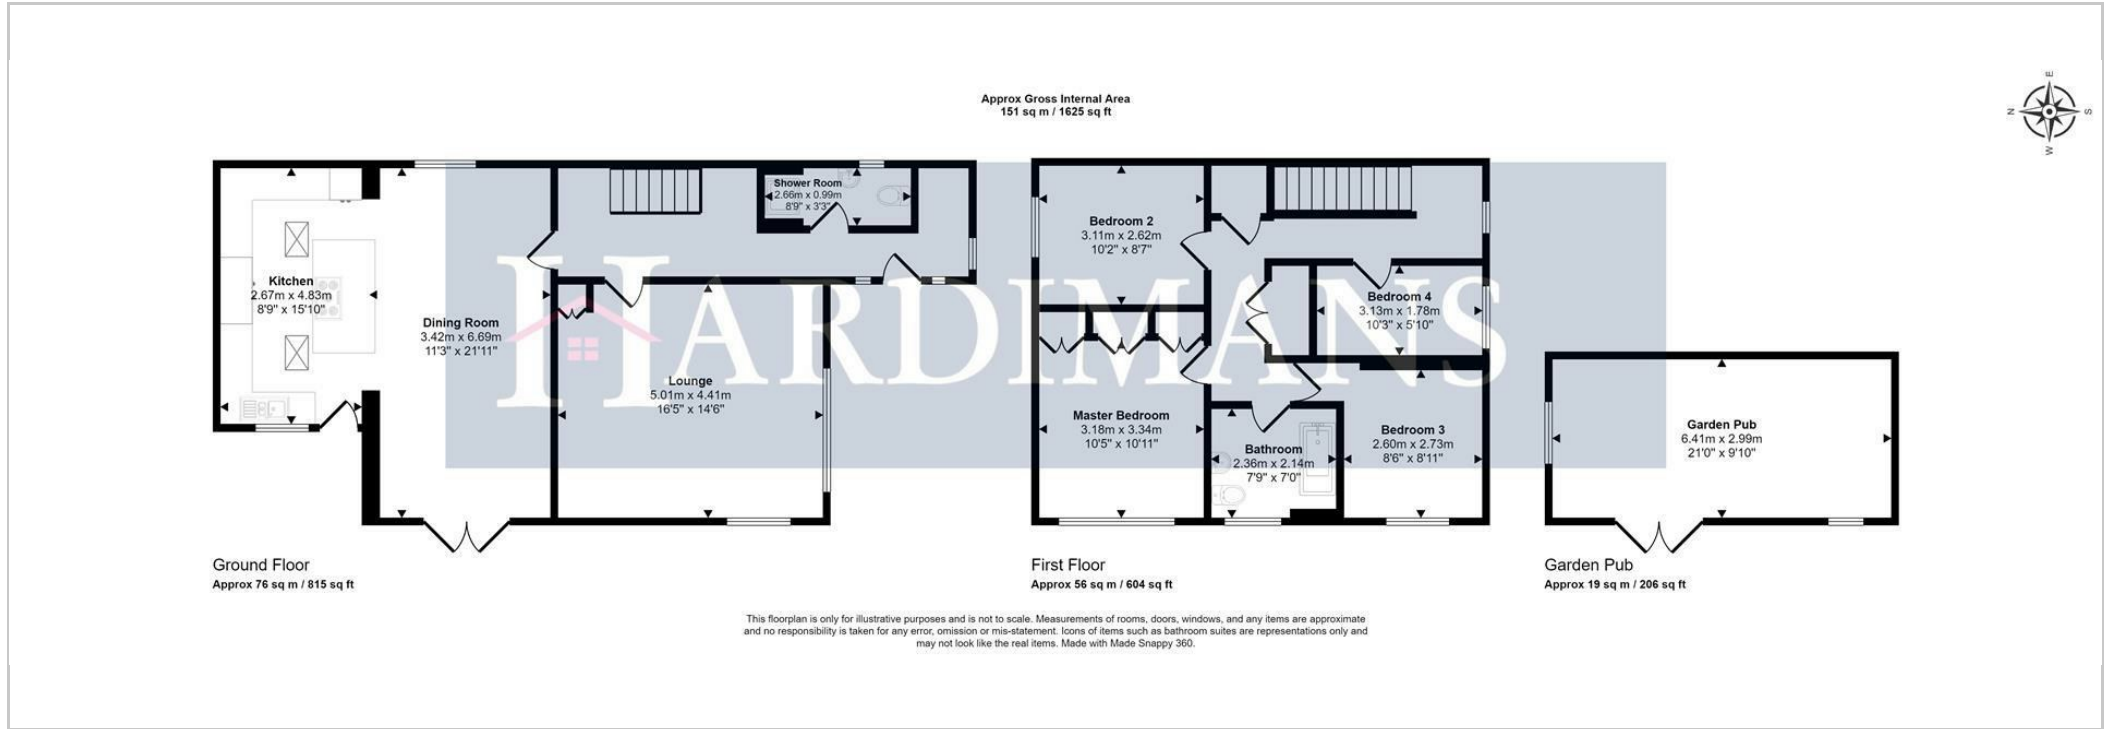 Approx Gross Internal Area
151 sq m / 1625 sq ft
E
N
S
W
Kitchen
2.67m x 4.83m
8'9" x 15'10"
Dining Room
3.42m x 6.69m
11'3" x 21'11"
Shower Room
2.66m x 0.99m
8'9" x 3'3"
Lounge
5.01m x 4.41m
16'5" x 14'6"
HARDIMANS
Ground Floor
Approx 76 sq m / 815 sq ft
Bedroom 2
3.11m x 2.62m
10'2" x 8'7"
Bedroom 4
3.13m x 1.78m
10'3" x 5'10"
Master Bedroom
3.18m x 3.34m
10'5" x 10'11"
Bathroom
2.36m x 2.14m
7'9" x 7'0"
Bedroom 3
2.60m x 2.73m
8'6" x 8'11"
First Floor
Approx 56 sq m / 604 sq ft
Garden Pub
6.41m x 2.99m
21'0" x 9'10"
Garden Pub
Approx 19 sq m / 206 sq ft
This floorplan is only for illustrative purposes and is not to scale. Measurements of rooms, doors, windows, and any items are approximate
and no responsibility is taken for any error, omission or mis-statement. Icons of items such as bathroom suites are representations only and
may not look like the real items. Made with Made Snappy 360.